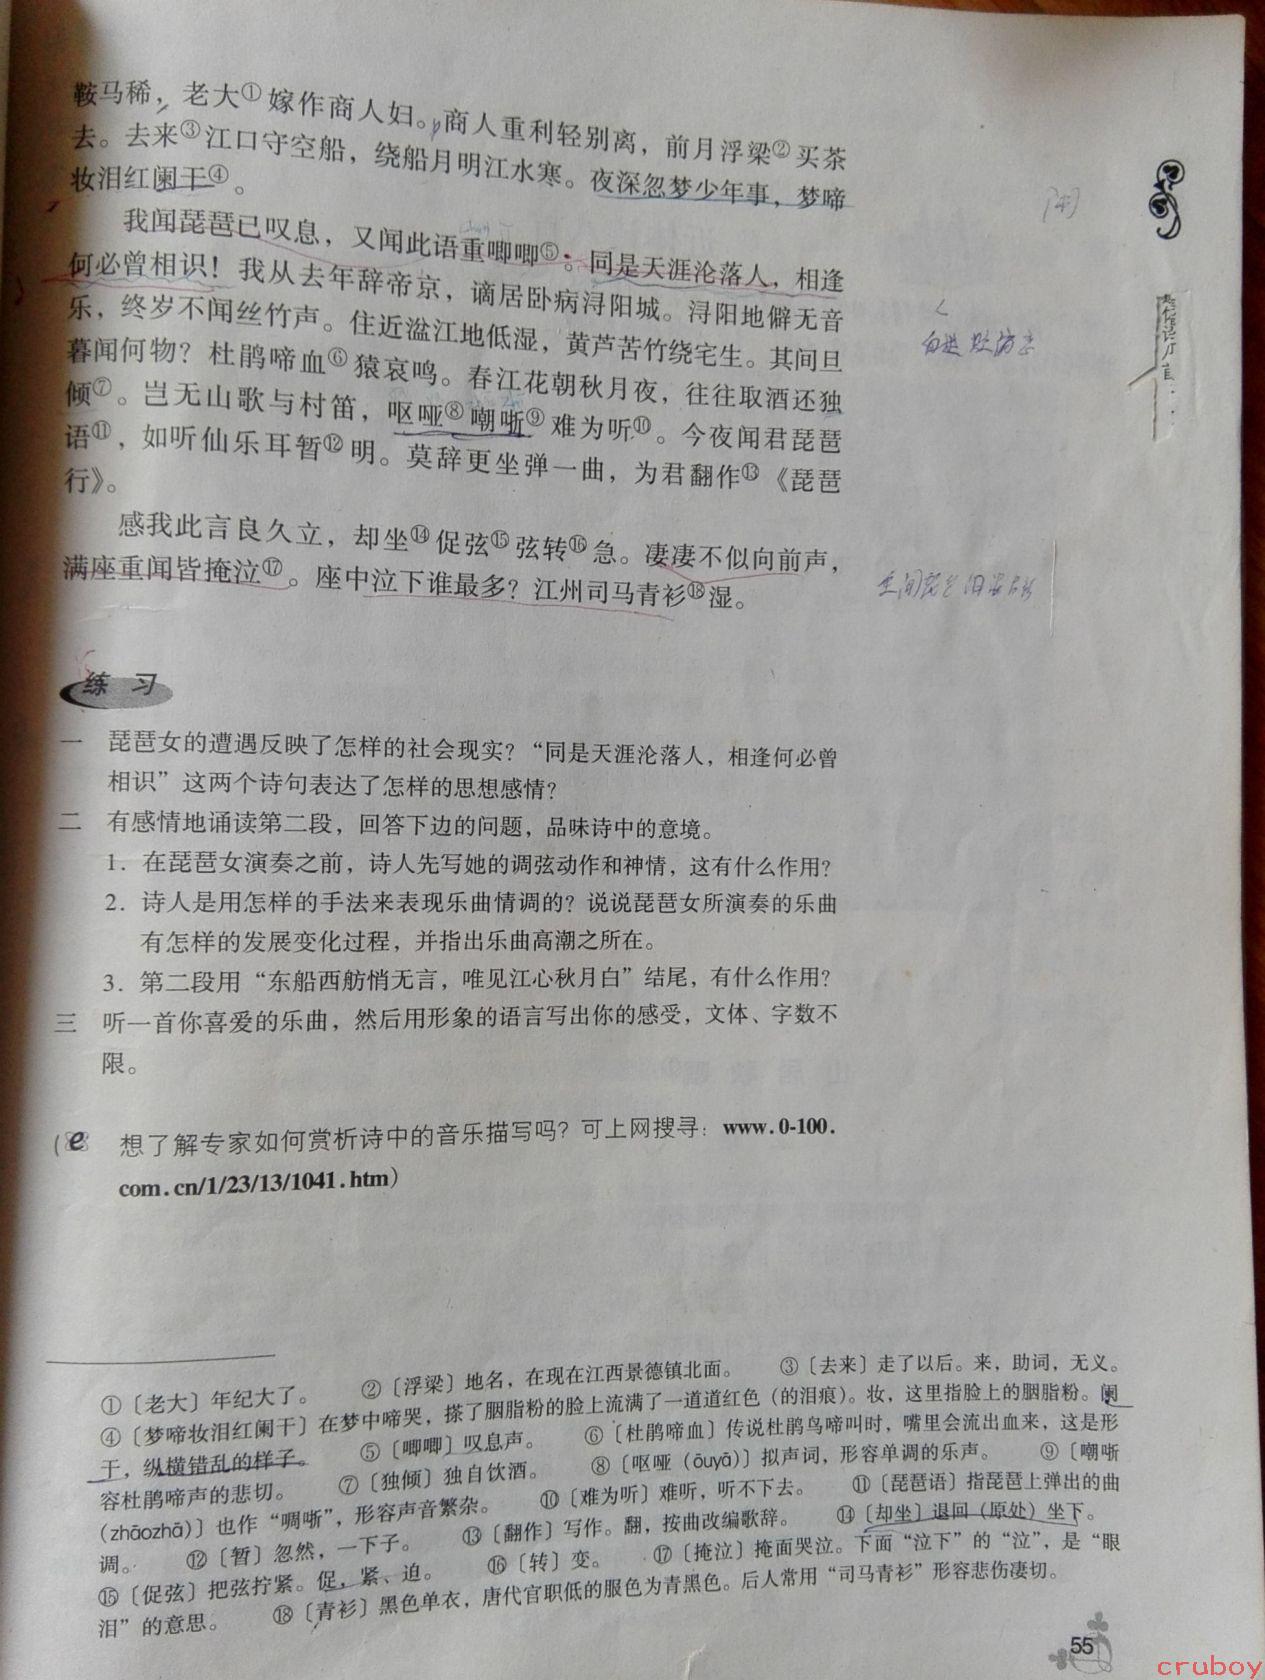 鞍马稀，老大①嫁作商人妇。商人重利轻别离，前月浮梁②买茶
去。去来③江口守空船，绕船月明江水寒。夜深忽梦少年事，梦啼
妆泪红阑干④。
我闻琵琶已叹息，又闻此语重唧唧⑤：同是天涯沦落人，相逢
何必曾相识！我从去年辞帝京，谪居卧病浔阳城。浔阳地僻无音
乐，终岁不闻丝竹声。住近湓江地低湿，黄芦苦竹绕宅生。其间旦
暮闻何物？杜鹃啼血⑥猿哀鸣。春江花朝秋月夜，往往取酒还独
倾⑦。岂无山歌与村笛，呕哑⑧嘲哳⑨难为听⑩。今夜闻君琵琶
语⑪，如听仙乐耳暂⑫明。莫辞更坐弹一曲，为君翻作⑬《琵琶
行》。
感我此言良久立，却坐⑭促弦⑮弦转⑯急。凄凄不似向前声，
满座重闻皆掩泣⑰。座中泣下谁最多？江州司马青衫⑱湿。
练 习
一 琵琶女的遭遇反映了怎样的社会现实？“同是天涯沦落人，相逢何必曾
相识”这两个诗句表达了怎样的思想感情？
二 有感情地诵读第二段，回答下边的问题，品味诗中的意境。
1. 在琵琶女演奏之前，诗人先写她的调弦动作和神情，这有什么作用？
2. 诗人是用怎样的手法来表现乐曲情调的？说说琵琶女所演奏的乐曲
有怎样的发展变化过程，并指出乐曲高潮之所在。
3. 第二段用“东船西舫悄无言，唯见江心秋月白”结尾，有什么作用？
三 听一首你喜爱的乐曲，然后用形象的语言写出你的感受，文体、字数不
限。
(e 想了解专家如何赏析诗中的音乐描写吗？可上网搜寻：www.0-100.
com.cn/1/23/13/1041.htm)
①〔老大〕年纪大了。 ②〔浮梁〕地名，在现在江西景德镇北面。 ③〔去来〕走了以后。来，助词，无义。
④〔梦啼妆泪红阑干〕在梦中啼哭，搽了胭脂粉的脸上流满了一道道红色（的泪痕）。妆，这里指脸上的胭脂粉。阑
干，纵横错乱的样子。 ⑤〔唧唧〕叹息声。 ⑥〔杜鹃啼血〕传说杜鹃鸟啼叫时，嘴里会流出血来，这是形
容杜鹃啼声的悲切。 ⑦〔独倾〕独自饮酒。 ⑧〔呕哑（ōuyā）〕拟声词，形容单调的乐声。 ⑨〔嘲哳
（zhāozhā）〕也作“啁哳”，形容声音繁杂。 ⑩〔难为听〕难听，听不下去。 ⑪〔琵琶语〕指琵琶上弹出的曲
调。 ⑫〔暂〕忽然，一下子。 ⑬〔翻作〕写作。翻，按曲改编歌辞。 ⑭〔却坐〕退回（原处）坐下。
⑮〔促弦〕把弦拧紧。促，紧、迫。 ⑯〔转〕变。 ⑰〔掩泣〕掩面哭泣。下面“泣下”的“泣”，是“眼
泪”的意思。 ⑱〔青衫〕黑色单衣，唐代官职低的服色为青黑色。后人常用“司马青衫”形容悲伤凄切。
55
cruboy